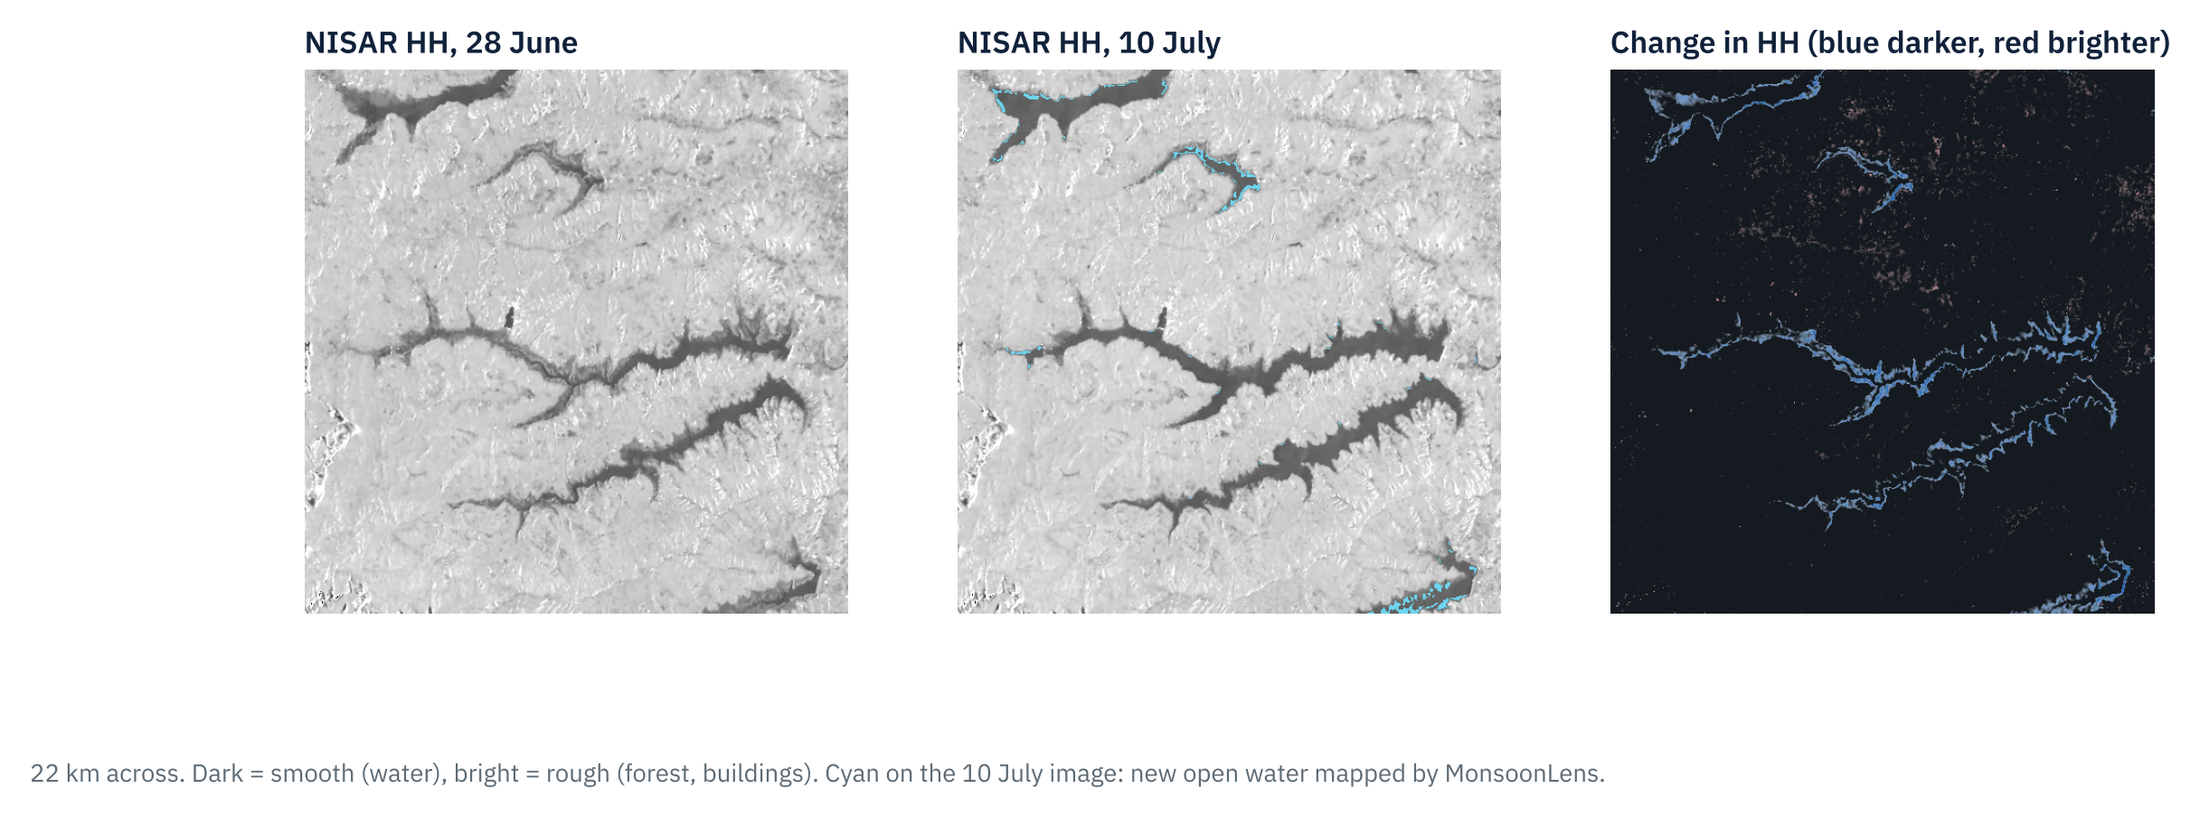 NISAR HH, 28 June
NISAR HH, 10 July
Change in HH (blue darker, red brighter)
22 km across. Dark = smooth (water), bright = rough (forest, buildings). Cyan on the 10 July image: new open water mapped by MonsoonLens.